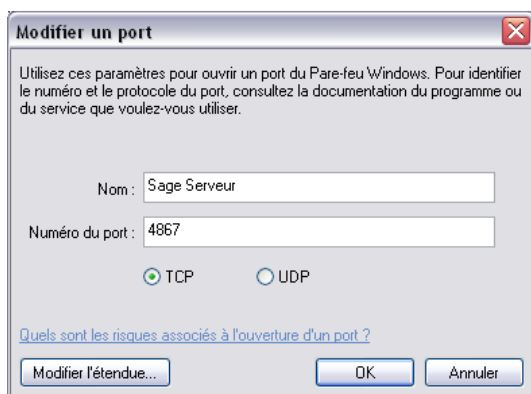 Modifier un port
Utilisez ces paramètres pour ouvrir un port du Pare-feu Windows. Pour identifier
le numéro et le protocole du port, consultez la documentation du programme ou
du service que voulez-vous utiliser.
Nom : Sage Serveur
Numéro du port : 4867
TCP UDP
Quels sont les risques associés à l'ouverture d'un port ?
Modifier l'étendue... OK Annuler